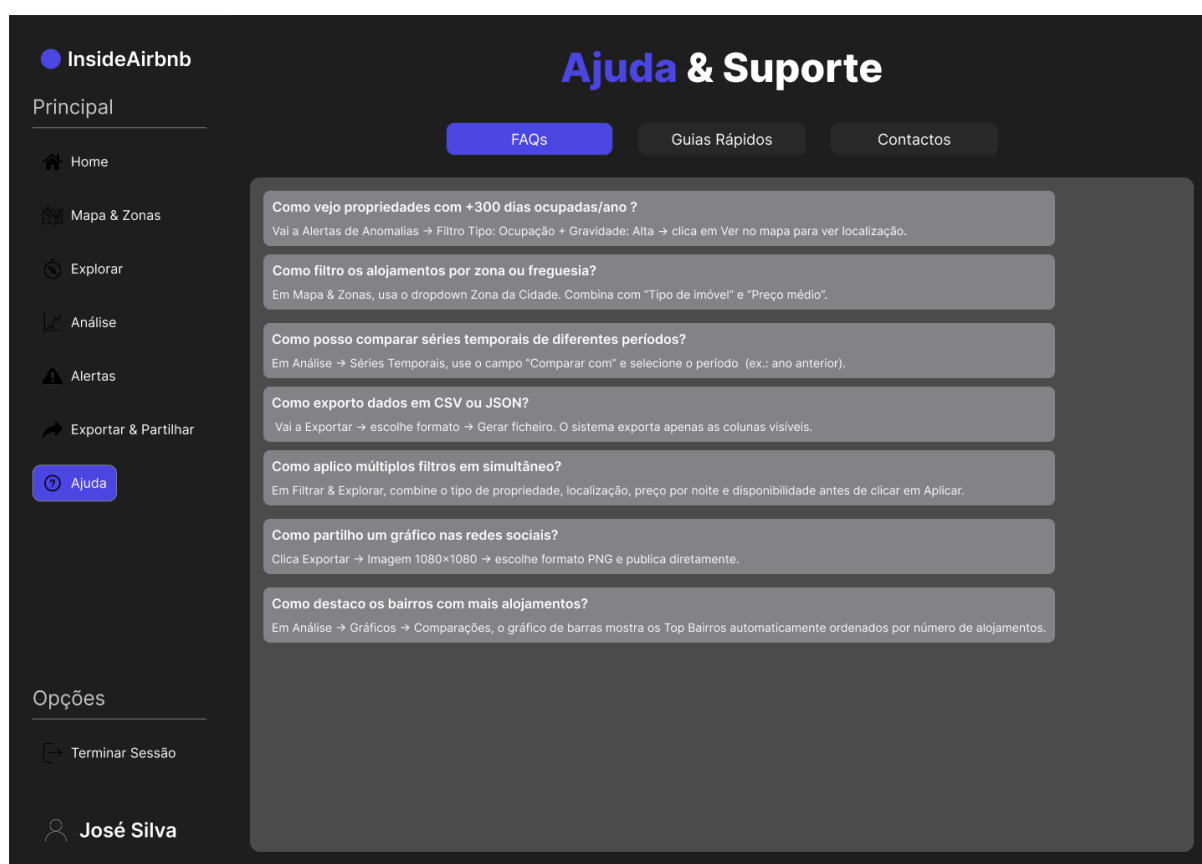 InsideAirbnb
Principal
Home
Mapa & Zonas
Explorar
Análise
Alertas
Exportar & Partilhar
Ajuda
Opções
Terminar Sessão
José Silva
Ajuda & Suporte
FAQs
Guias Rápidos
Contactos
Como vejo propriedades com +300 dias ocupadas/ano ?
Vai a Alertas de Anomalias → Filtro Tipo: Ocupação + Gravidade: Alta → clica em Ver no mapa para ver localização.
Como filtro os alojamentos por zona ou freguesia?
Em Mapa & Zonas, usa o dropdown Zona da Cidade. Combina com “Tipo de imóvel” e “Preço médio”.
Como posso comparar séries temporais de diferentes períodos?
Em Análise → Séries Temporais, use o campo “Comparar com” e selecione o período  (ex.: ano anterior).
Como exporto dados em CSV ou JSON?
Vai a Exportar → escolhe formato → Gerar ficheiro. O sistema exporta apenas as colunas visíveis.
Como aplico múltiplos filtros em simultâneo?
Em Filtrar & Explorar, combine o tipo de propriedade, localização, preço por noite e disponibilidade antes de clicar em Aplicar.
Como partilho um gráfico nas redes sociais?
Clica Exportar → Imagem 1080×1080 → escolhe formato PNG e publica diretamente.
Como destaco os bairros com mais alojamentos?
Em Análise → Gráficos → Comparações, o gráfico de barras mostra os Top Bairros automaticamente ordenados por número de alojamentos.